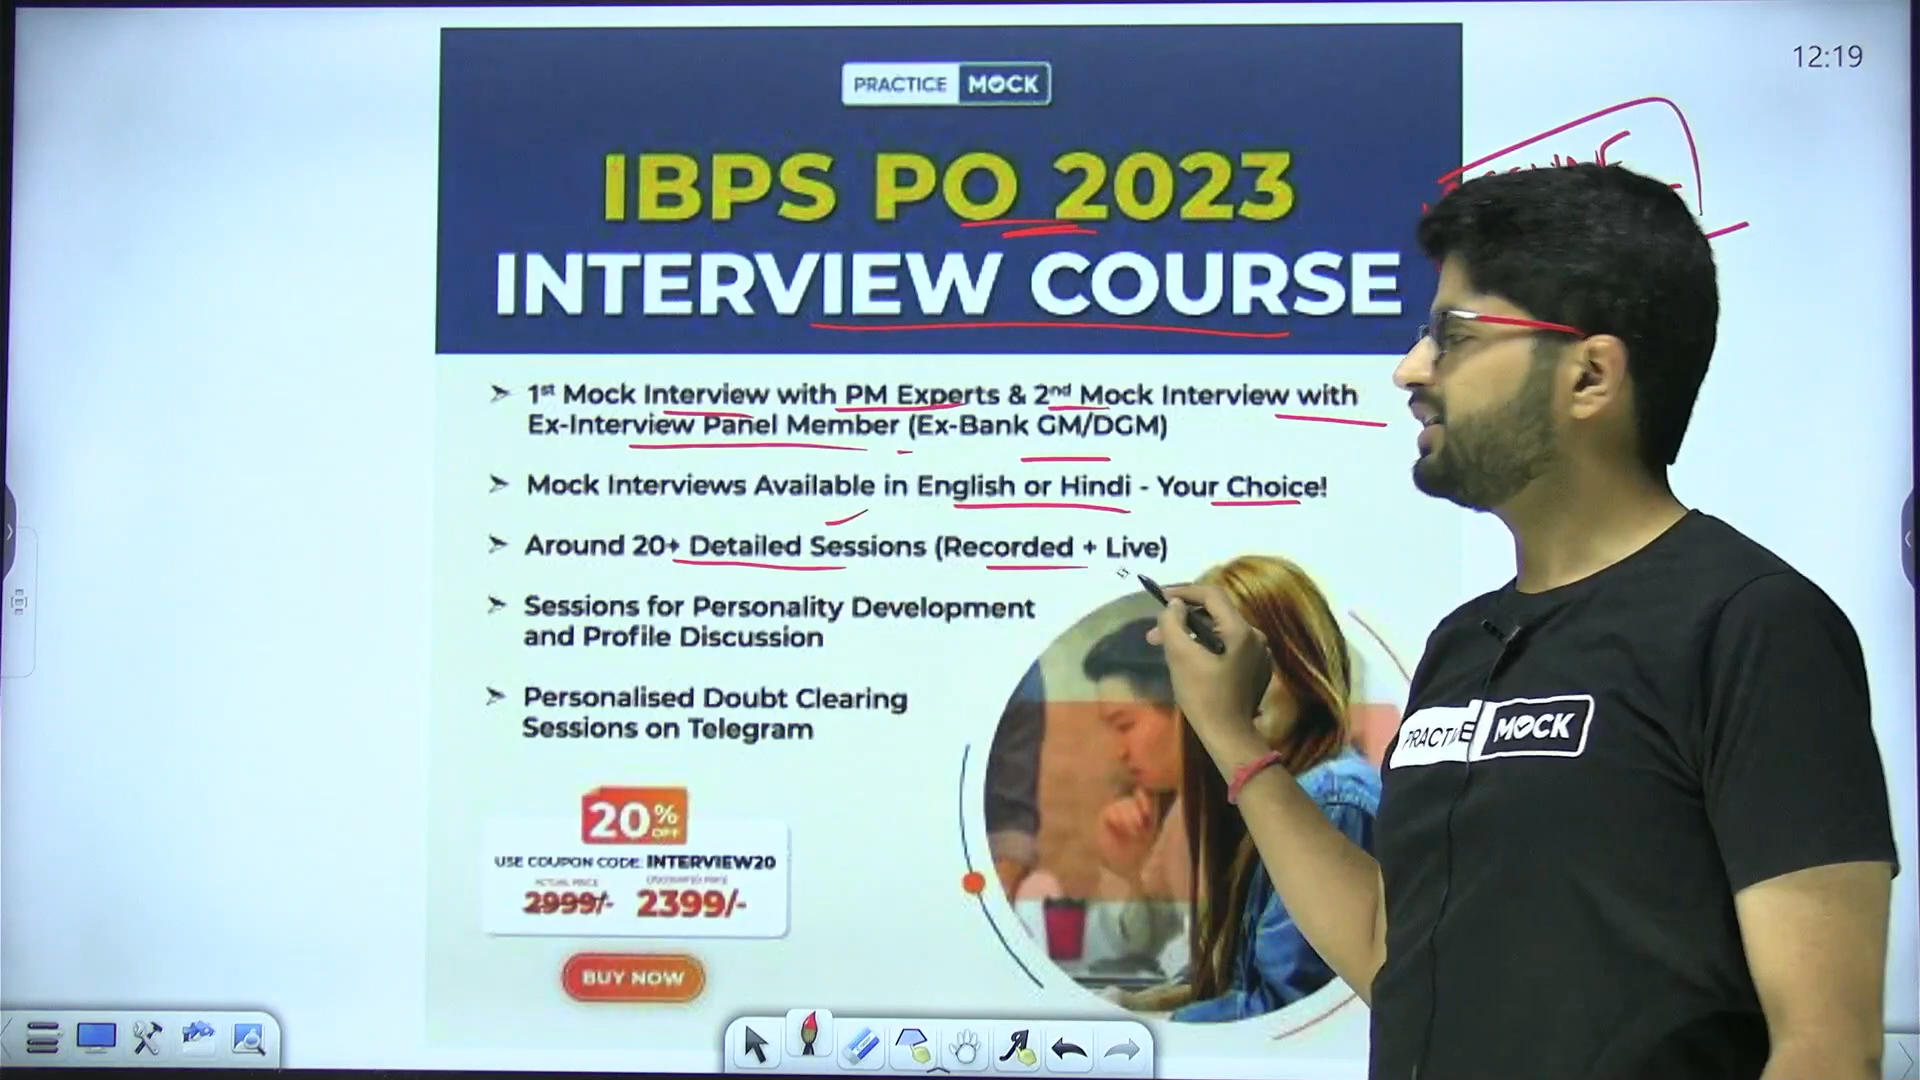 12:19
PRACTICE MOCK
IBPS PO 2023
INTERVIEW COURSE
1st Mock Interview with PM Experts & 2nd Mock Interview with
Ex-Interview Panel Member (Ex-Bank GM/DGM)
Mock Interviews Available in English or Hindi - Your Choice!
Around 20+ Detailed Sessions (Recorded + Live)
Sessions for Personality Development
and Profile Discussion
Personalised Doubt Clearing
Sessions on Telegram
20% OFF
USE COUPON CODE: INTERVIEW20
ACTUAL PRICE
2999/- 2399/-
BUY NOW
PRACTICE MOCK